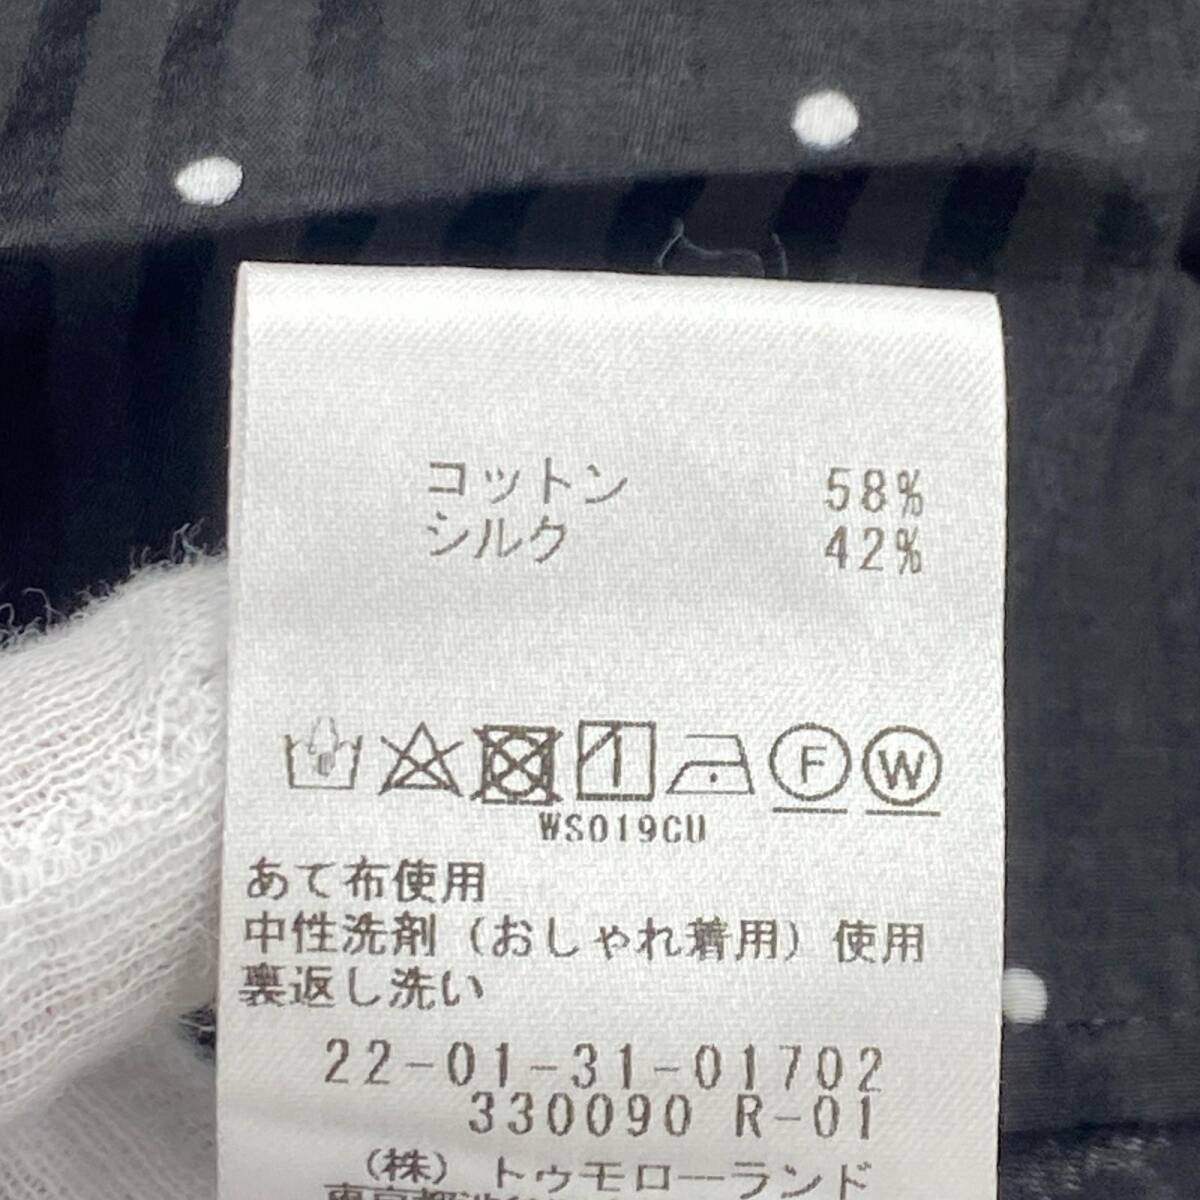 コットン 58%
シルク 42%
F W
WS019CU
あて布使用
中性洗剤(おしゃれ着用)使用
裏返し洗い
22-01-31-01702
330090 R-01
(株)トゥモローランド